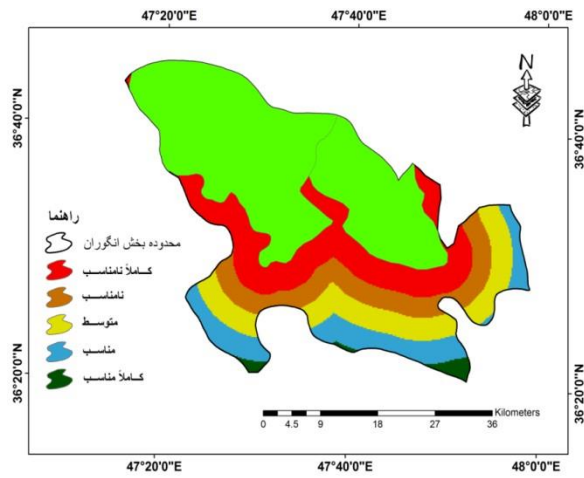 47°20'0"E 47°40'0"E 48°0'0"E
36°40'0"N
36°40'0"N
N
راهنما
محدوده بخش انگوران
کاملاً نامناسب
نامناسب
متوسط
مناسب
کاملاً مناسب
36°20'0"N
36°20'0"N
Kilometers
0 4.5 9 18 27 36
47°20'0"E 47°40'0"E 48°0'0"E